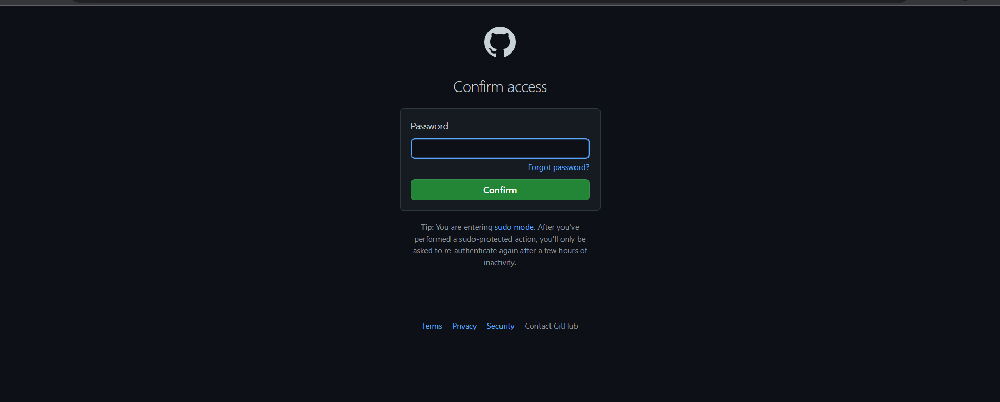 Confirm access
Password
Forgot password?
Confirm
Tip: You are entering sudo mode. After you've
performed a sudo-protected action, you'll only be
asked to re-authenticate again after a few hours of
inactivity.
Terms Privacy Security Contact GitHub